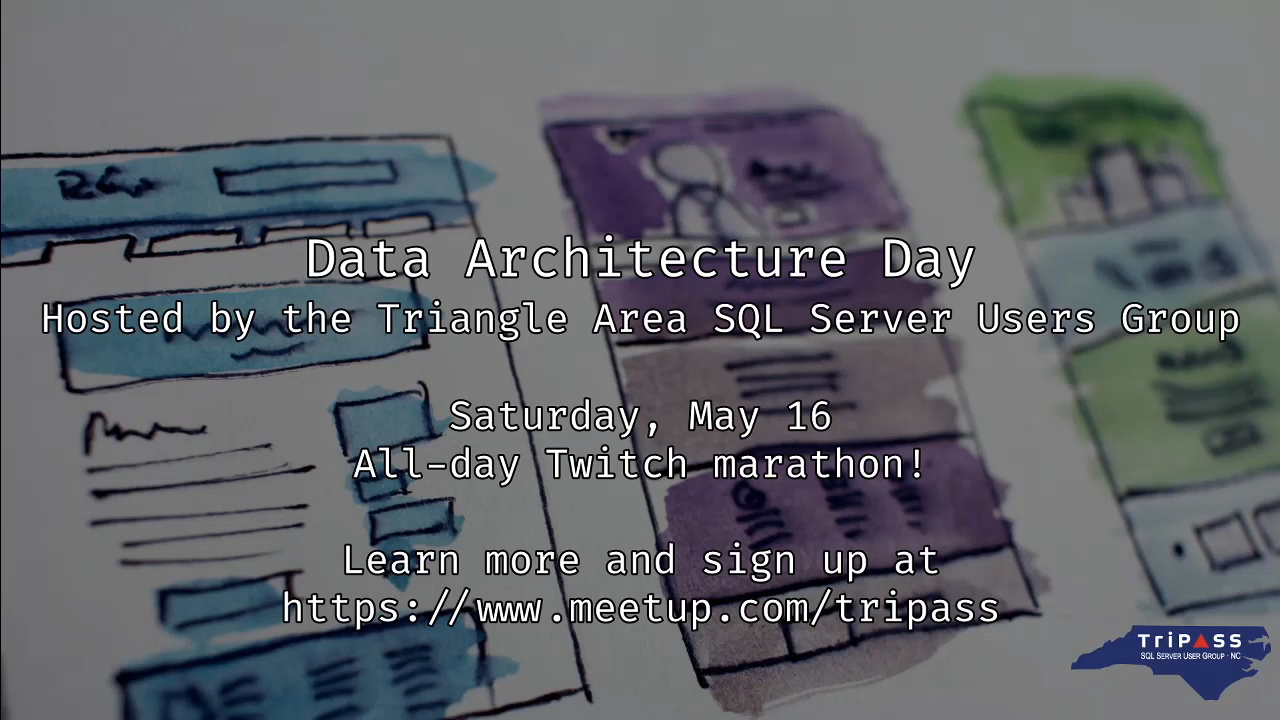 Data Architecture Day
Hosted by the Triangle Area SQL Server Users Group
Saturday, May 16
All-day Twitch marathon!
Learn more and sign up at
https://www.meetup.com/tripass
TriPASS
SQL SERVER USER GROUP · NC